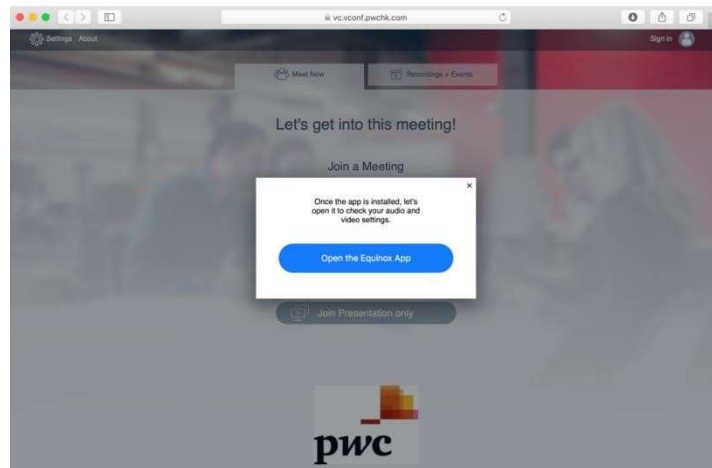 vc.vconf.pwchk.com
Settings About
Sign in
Meet Now
Recordings + Events
Let's get into this meeting!
Join a Meeting
×
Once the app is installed, let's
open it to check your audio and
video settings.
Open the Equinox App
Join Presentation only
pwc